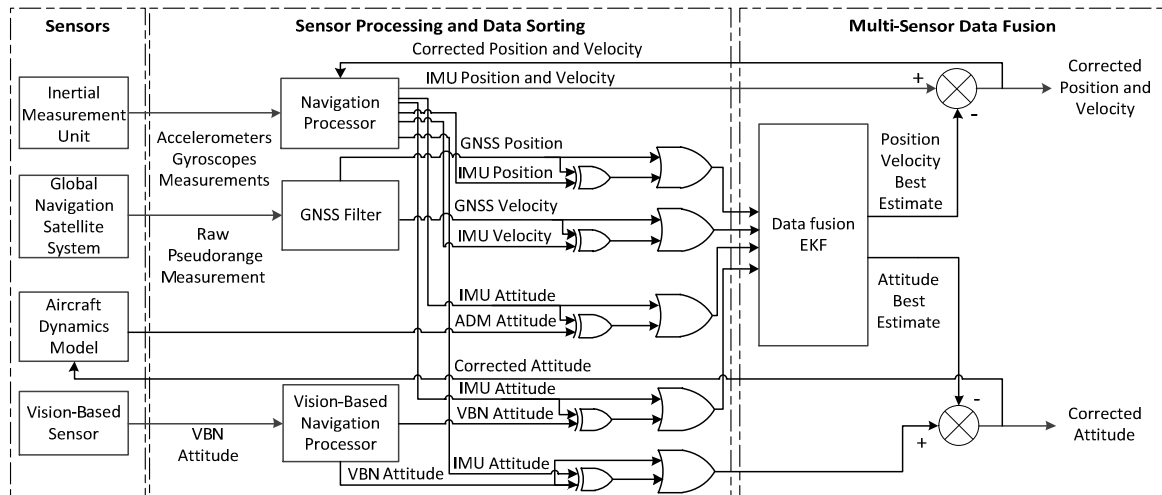 Sensors
Sensor Processing and Data Sorting
Multi-Sensor Data Fusion
Corrected Position and Velocity
IMU Position and Velocity
Inertial
Measurement
Unit
Navigation
Processor
Accelerometers
Gyroscopes
Measurements
+
-
Corrected
Position and
Velocity
GNSS Position
IMU Position
Global
Navigation
Satellite
System
GNSS Filter
Raw
Pseudorange
Measurement
GNSS Velocity
IMU Velocity
Data fusion
EKF
Position
Velocity
Best
Estimate
Attitude
Best
Estimate
Aircraft
Dynamics
Model
IMU Attitude
ADM Attitude
Corrected Attitude
Vision-Based
Sensor
VBN
Attitude
Vision-Based
Navigation
Processor
IMU Attitude
VBN Attitude
IMU Attitude
VBN Attitude
-
+
Corrected
Attitude